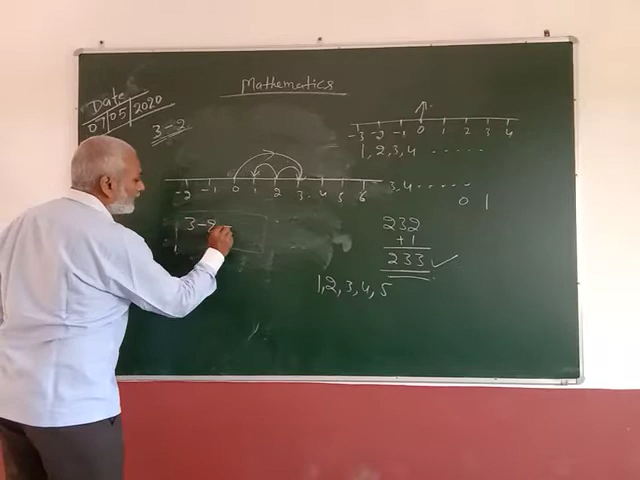 Mathematics
Date
07/05/2020
3-2
-3 -2 -1 0 1 2 3 4
1, 2, 3, 4 ......
-2 -1 0 1 2 3 4 5 6
3, 4 ......
0 1
3-2
232
+1
233 ✓
1, 2, 3, 4, 5